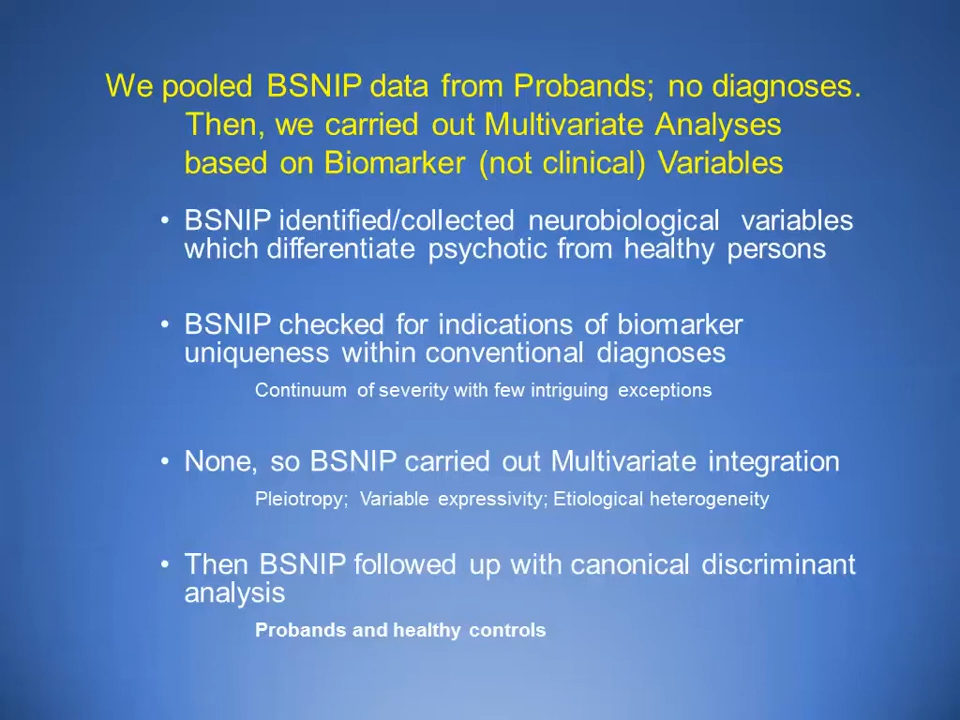 We pooled BSNIP data from Probands; no diagnoses.
Then, we carried out Multivariate Analyses
based on Biomarker (not clinical) Variables
• BSNIP identified/collected neurobiological variables
which differentiate psychotic from healthy persons
• BSNIP checked for indications of biomarker
uniqueness within conventional diagnoses
Continuum of severity with few intriguing exceptions
• None, so BSNIP carried out Multivariate integration
Pleiotropy; Variable expressivity; Etiological heterogeneity
• Then BSNIP followed up with canonical discriminant
analysis
Probands and healthy controls